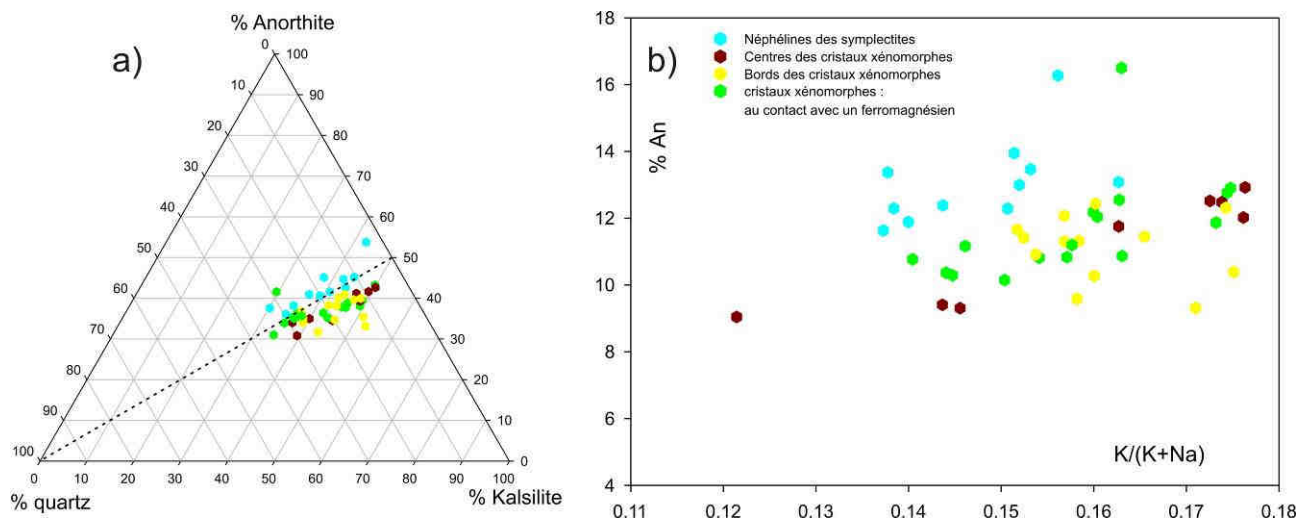 a)
% Anorthite
0
100
10
90
20
80
30
70
40
60
50
50
60
40
70
30
80
20
90
10
100
0
0 10 20 30 40 50 60 70 80 90 100
% quartz
% Kalsilite
b)
Néphélines des symplectites
Centres des cristaux xénomorphes
Bords des cristaux xénomorphes
cristaux xénomorphes :
au contact avec un ferromagnésien
% An
18
16
14
12
10
8
6
4
K/(K+Na)
0.11 0.12 0.13 0.14 0.15 0.16 0.17 0.18